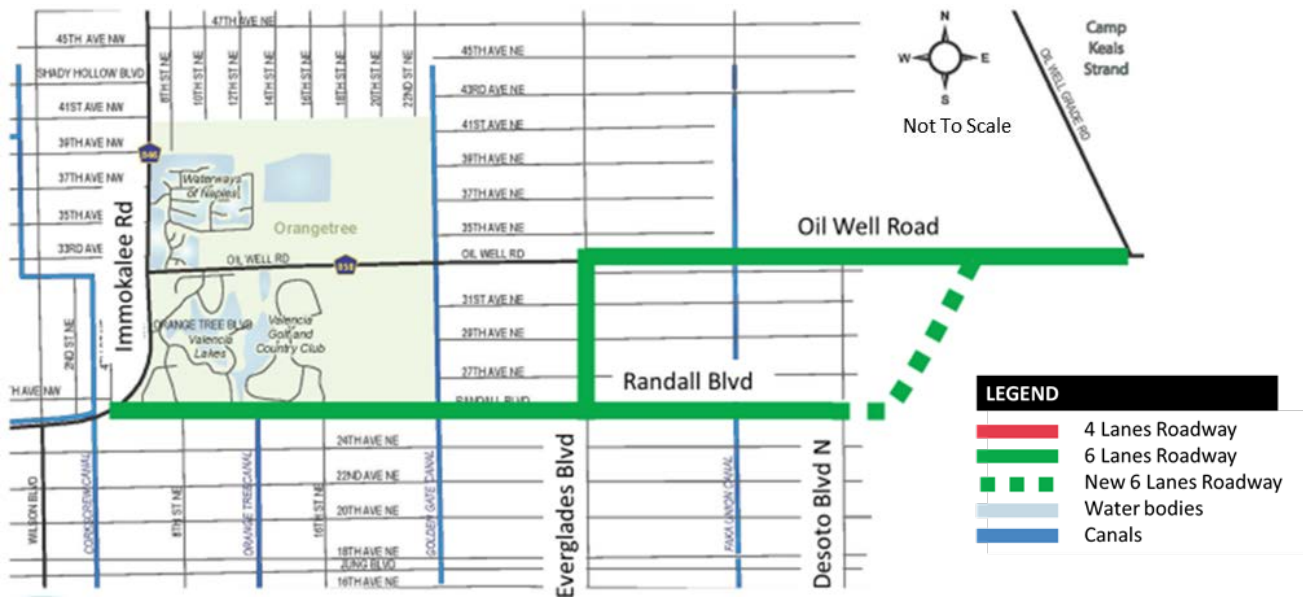 47TH AVE NE
45TH AVE NW
SHADY HOLLOW BLVD
41ST AVE NW
39TH AVE NW
37TH AVE NW
35TH AVE
33RD AVE
8TH ST NE
10TH ST NE
12TH ST NE
14TH ST NE
16TH ST NE
18TH ST NE
20TH ST NE
22ND ST NE
45TH AVE NE
43RD AVE NE
41ST AVE NE
39TH AVE NE
37TH AVE NE
35TH AVE NE
OIL WELL RD
31ST AVE NE
29TH AVE NE
27TH AVE NE
RANDALL BLVD
N
W
E
S
Not To Scale
Camp
Keals
Strand
OIL WELL GRADE RD
846
Waterways
of Naples
Orangetree
OIL WELL RD
858
Oil Well Road
Immokalee Rd
2ND ST NE
ORANGE TREE BLVD
Valencia
Lakes
Valencia
Golf and
Country Club
Randall Blvd
TH AVE NW
24TH AVE NE
22ND AVE NE
20TH AVE NE
18TH AVE NE
JUNG BLVD
16TH AVE NE
WILSON BLVD
CORKSCREW CANAL
8TH ST NE
ORANGE TREE CANAL
16TH ST NE
GOLDEN GATE CANAL
Everglades Blvd
FAKA UNION CANAL
Desoto Blvd N
LEGEND
4 Lanes Roadway
6 Lanes Roadway
New 6 Lanes Roadway
Water bodies
Canals